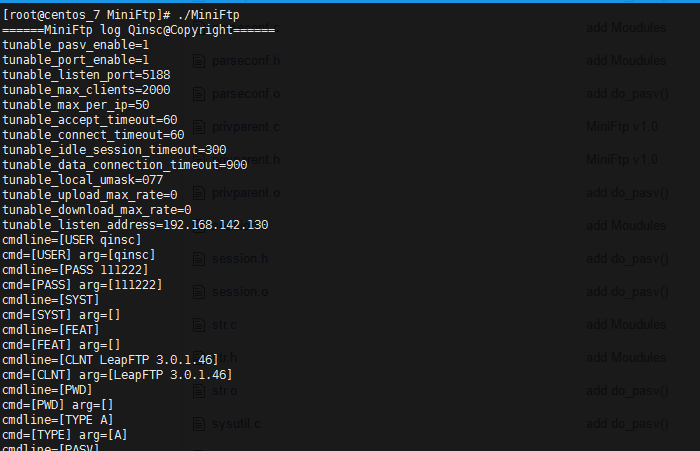 [root@centos_7 MiniFtp]# ./MiniFtp
======MiniFtp log Qinsc@Copyright======
tunable_pasv_enable=1
tunable_port_enable=1
tunable_listen_port=5188
tunable_max_clients=2000
tunable_max_per_ip=50
tunable_accept_timeout=60
tunable_connect_timeout=60
tunable_idle_session_timeout=300
tunable_data_connection_timeout=900
tunable_local_umask=077
tunable_upload_max_rate=0
tunable_download_max_rate=0
tunable_listen_address=192.168.142.130
cmdline=[USER qinsc]
cmd=[USER] arg=[qinsc]
cmdline=[PASS 111222]
cmd=[PASS] arg=[111222]
cmdline=[SYST]
cmd=[SYST] arg=[]
cmdline=[FEAT]
cmd=[FEAT] arg=[]
cmdline=[CLNT LeapFTP 3.0.1.46]
cmd=[CLNT] arg=[LeapFTP 3.0.1.46]
cmdline=[PWD]
cmd=[PWD] arg=[]
cmdline=[TYPE A]
cmd=[TYPE] arg=[A]
cmdline=[PASV]
add Moudules
parseconf.h add Moudules
parseconf.o add do_pasv()
privparent.c MiniFtp v1.0
MiniFtp v1.0
privparent.o add do_pasv()
add Moudules
session.h add do_pasv()
session.o add do_pasv()
str.c add Moudules
str.h add Moudules
str.o add do_pasv()
sysutil.c add do_pasv()